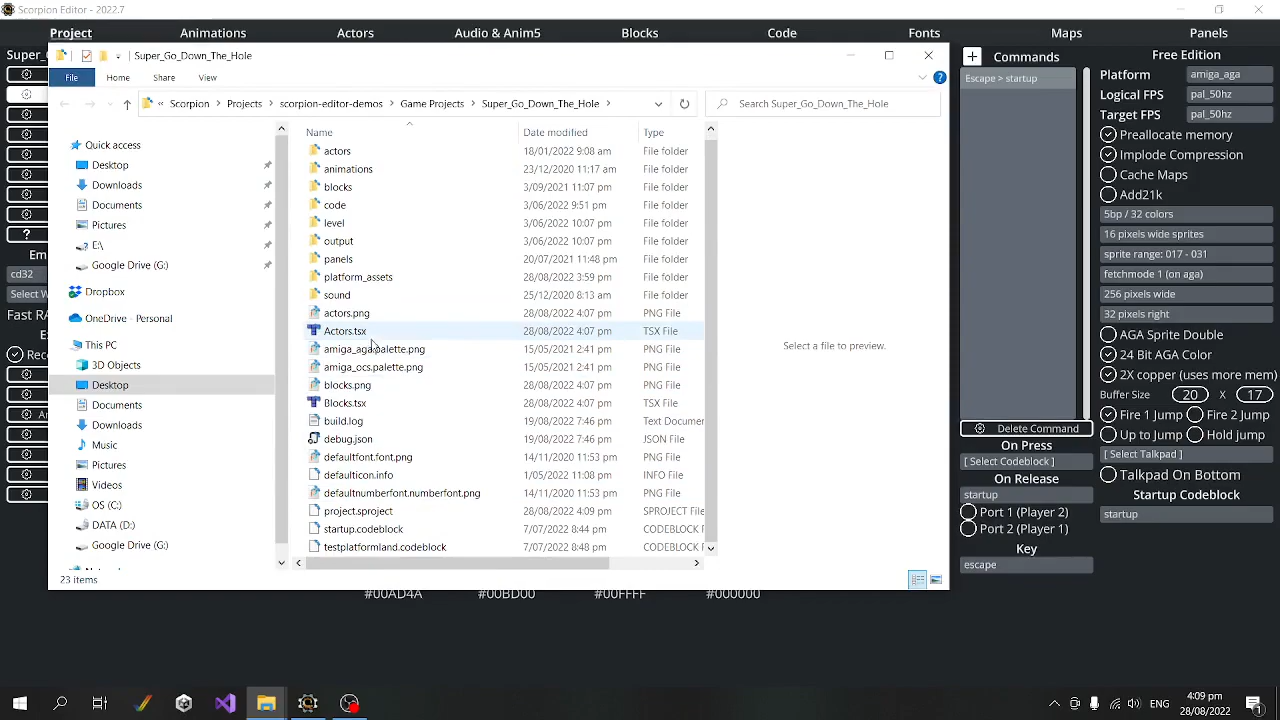 Scorpion Editor - 2022.7
Project Animations Actors Audio & Anim5 Blocks Code Fonts Maps Panels
Super_
Super_Go_Down_The_Hole
File Home Share View
« Scorpion > Projects > scorpion-editor-demos > Game Projects > Super_Go_Down_The_Hole >
Search Super_Go_Down_The_Hole
Name Date modified Type
Quick access
Desktop
Downloads
Documents
Pictures
E:\
Google Drive (G:)
Dropbox
OneDrive - Personal
This PC
3D Objects
Desktop
Documents
Downloads
Music
Pictures
Videos
OS (C:)
DATA (D:)
Google Drive (G:)
actors 18/01/2022 9:08 am File folder
animations 23/12/2020 11:17 am File folder
blocks 3/09/2021 11:07 pm File folder
code 3/06/2022 9:51 pm File folder
level 3/06/2022 10:07 pm File folder
output 3/06/2022 10:07 pm File folder
panels 20/07/2021 11:48 pm File folder
platform_assets 28/08/2022 3:59 pm File folder
sound 25/12/2020 8:13 am File folder
actors.png 28/08/2022 4:07 pm PNG File
Actors.tsx 28/08/2022 4:07 pm TSX File
amiga_aga.palette.png 15/05/2021 2:41 pm PNG File
amiga_ocs.palette.png 15/05/2021 2:41 pm PNG File
blocks.png 28/08/2022 4:07 pm PNG File
Blocks.tsx 28/08/2022 4:07 pm TSX File
build.log 19/08/2022 7:46 pm Text Documer
debug.json 19/08/2022 7:46 pm JSON File
defaultfont.font.png 14/11/2020 11:53 pm PNG File
defaulticon.info 1/05/2022 11:08 pm INFO File
defaultnumberfont.numberfont.png 14/11/2020 11:53 pm PNG File
project.sproject 28/08/2022 4:09 pm SPROJECT File
startup.codeblock 7/07/2022 8:44 pm CODEBLOCK F
testplatformland.codeblock 7/07/2022 8:48 pm CODEBLOCK F
Select a file to preview.
23 items
Em
cd32
Select W
Fast RA
E
Reco
A
#00AD4A #00BD00 #00FFFF #000000
Commands
Escape > startup
Delete Command
On Press
[ Select Codeblock ]
On Release
startup
Port 1 (Player 2)
Port 2 (Player 1)
Key
escape
Free Edition
Platform amiga_aga
Logical FPS pal_50hz
Target FPS pal_50hz
Preallocate memory
Implode Compression
Cache Maps
Add21k
5bp / 32 colors
16 pixels wide sprites
sprite range: 017 - 031
fetchmode 1 (on aga)
256 pixels wide
32 pixels right
AGA Sprite Double
24 Bit AGA Color
2X copper (uses more mem)
Buffer Size 20 X 17
Fire 1 Jump Fire 2 Jump
Up to Jump Hold Jump
[ Select Talkpad ]
Talkpad On Bottom
Startup Codeblock
startup
ENG
4:09 pm
28/08/2022
1